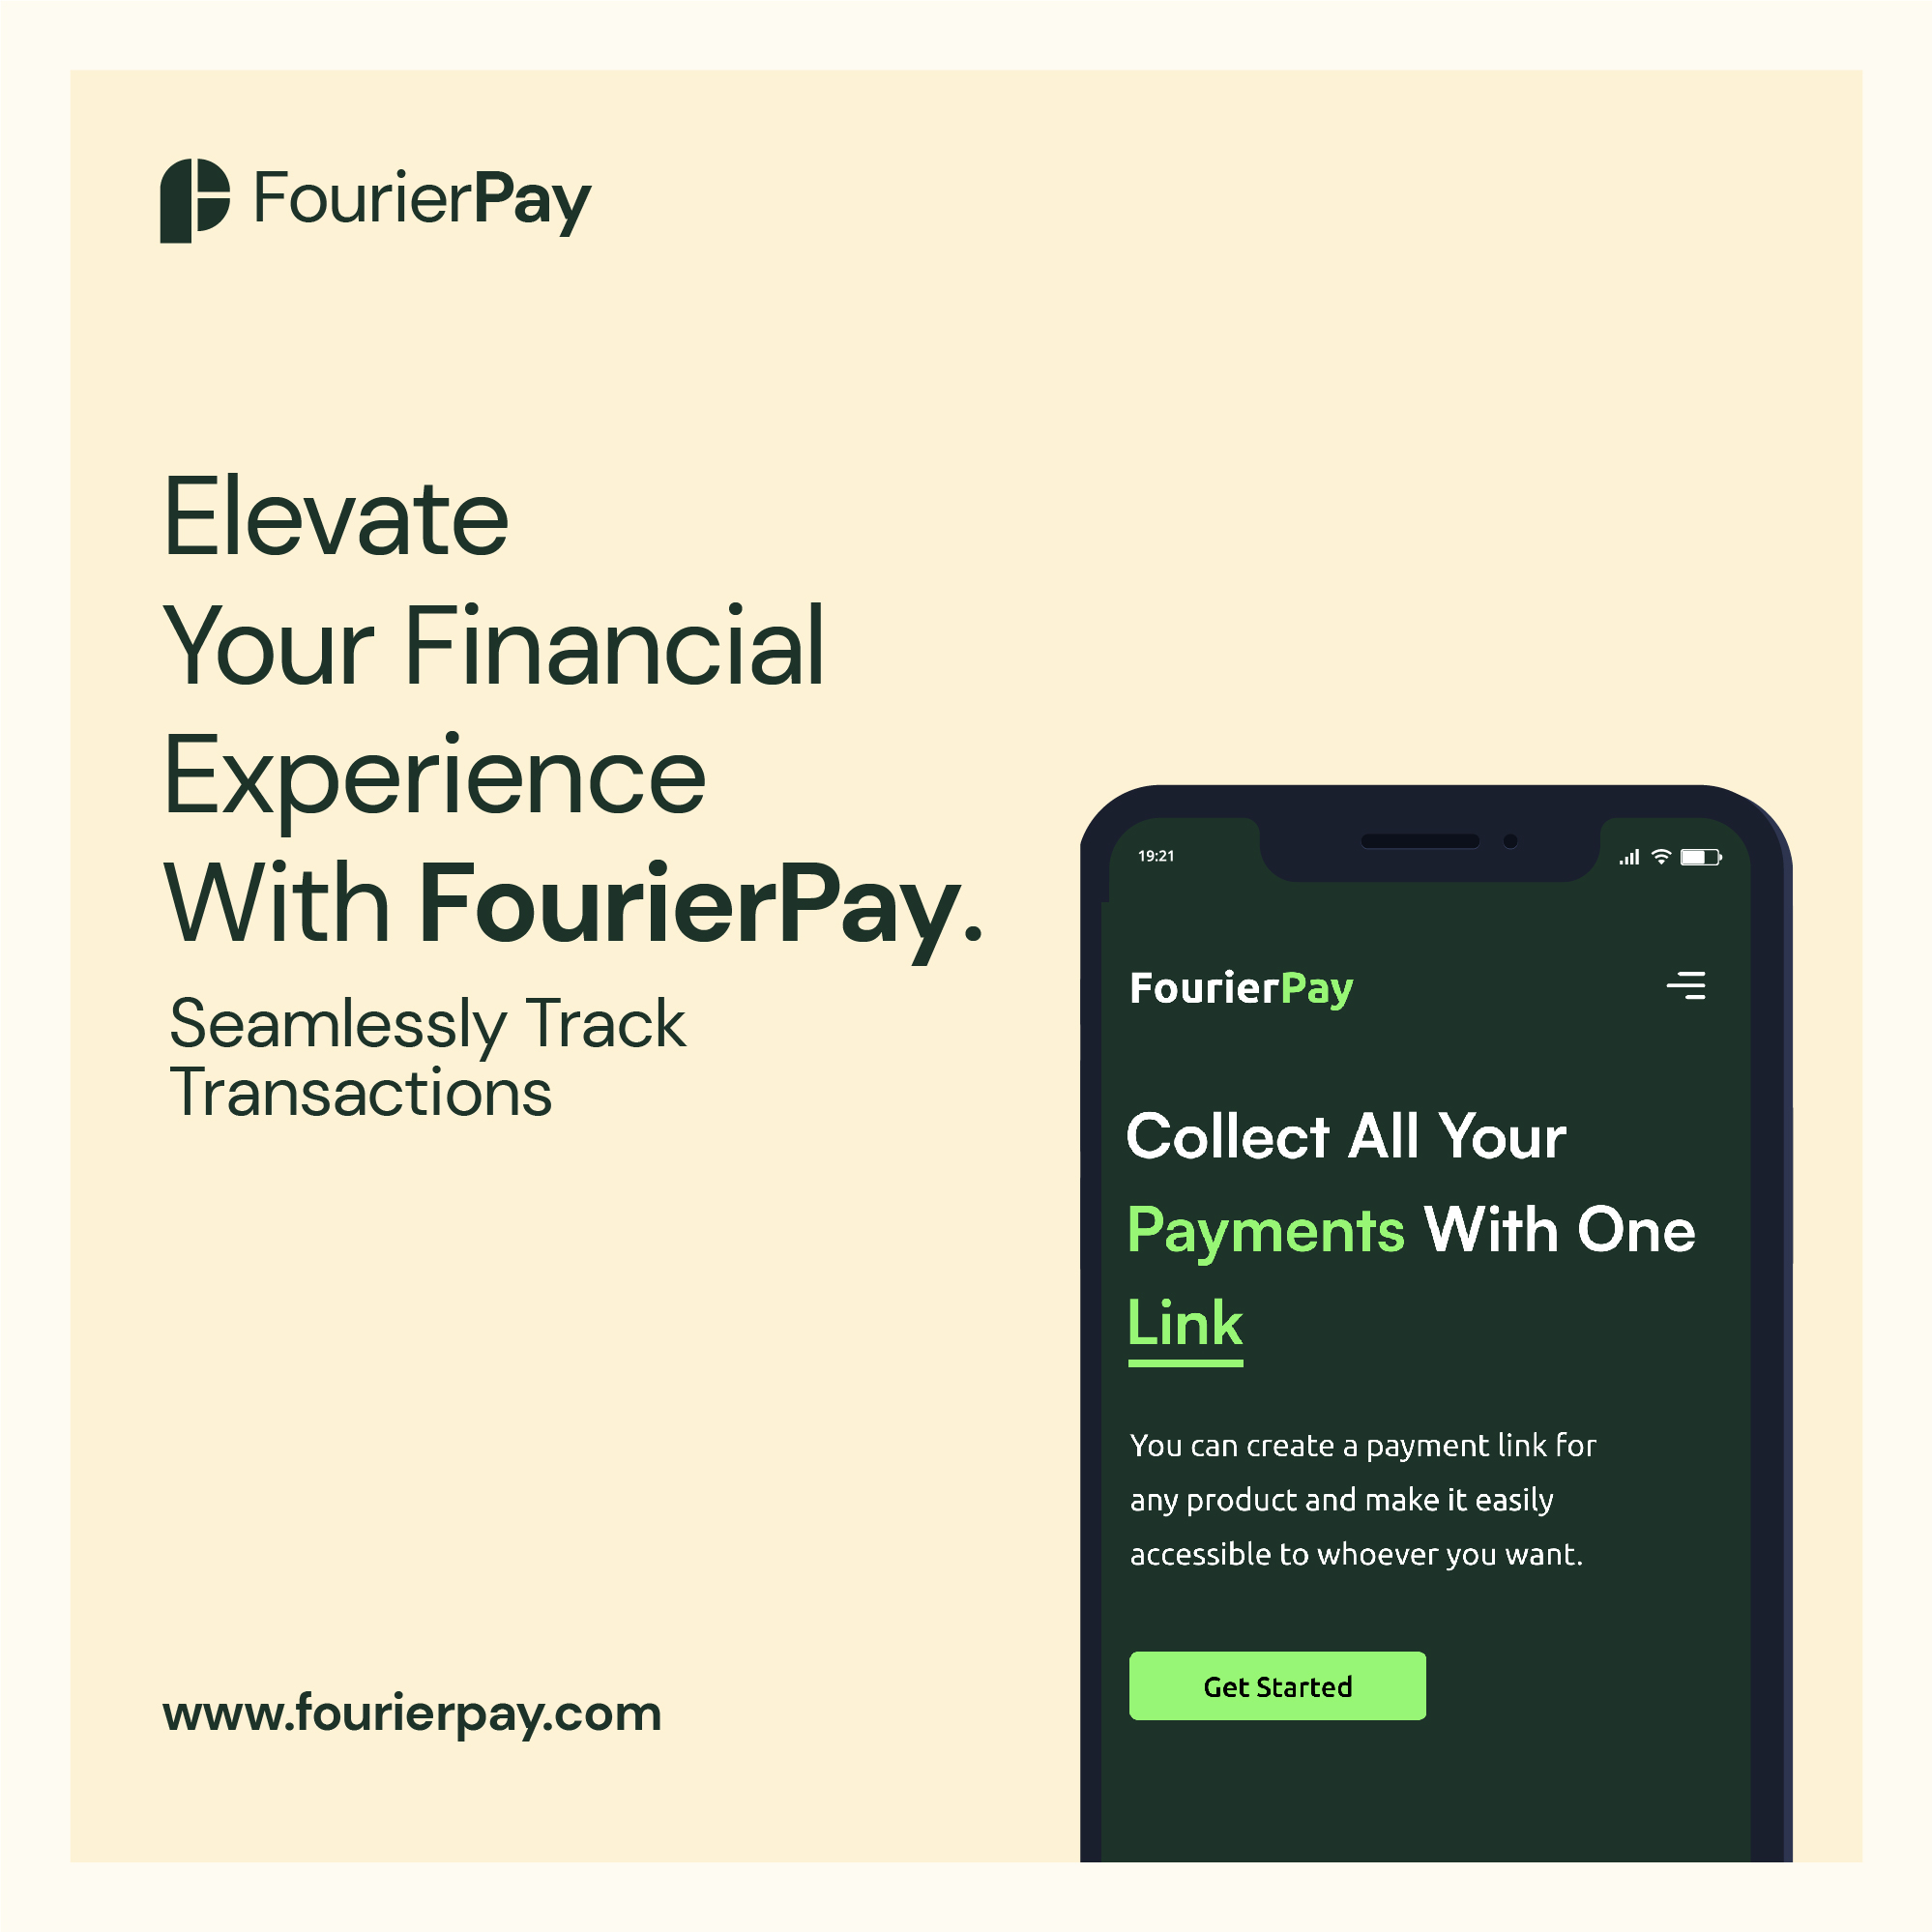 FourierPay
Elevate
Your Financial
Experience
With FourierPay.
Seamlessly Track
Transactions
www.fourierpay.com
19:21
FourierPay
Collect All Your
Payments With One
Link
You can create a payment link for
any product and make it easily
accessible to whoever you want.
Get Started